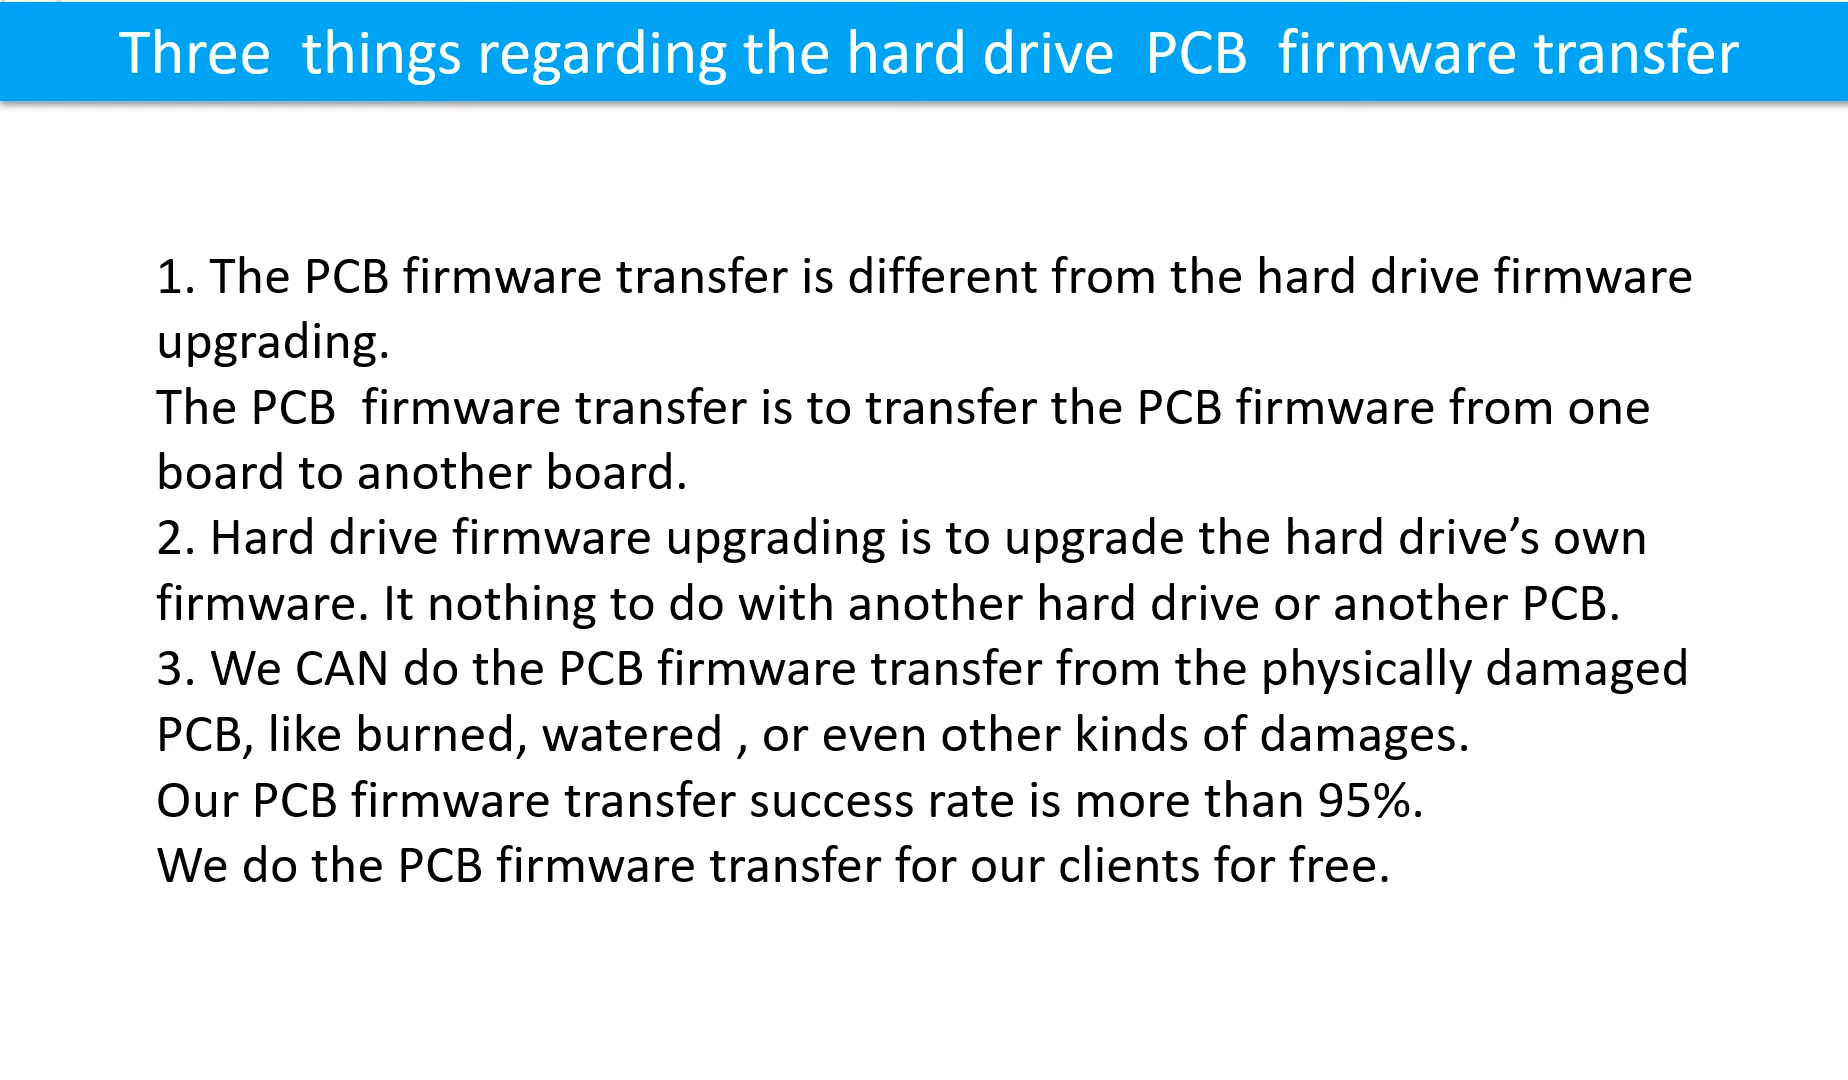 Three things regarding the hard drive PCB firmware transfer
1. The PCB firmware transfer is different from the hard drive firmware
upgrading.
The PCB firmware transfer is to transfer the PCB firmware from one
board to another board.
2. Hard drive firmware upgrading is to upgrade the hard drive’s own
firmware. It nothing to do with another hard drive or another PCB.
3. We CAN do the PCB firmware transfer from the physically damaged
PCB, like burned, watered , or even other kinds of damages.
Our PCB firmware transfer success rate is more than 95%.
We do the PCB firmware transfer for our clients for free.